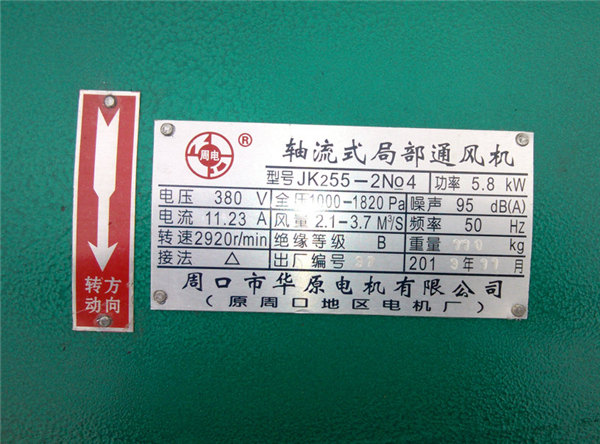 转方
动向
周电
®
轴流式局部通风机
型号 JK255-2No4 功率 5.8 kW
电压 380 V 全压1000-1820 Pa 噪声 95 dB(A)
电流 11.23 A 风量 2.1-3.7 M³/S 频率 50 Hz
转速2920r/min 绝缘等级 B 重量 kg
接法 △ 出厂编号 201 年 月
周口市华原电机有限公司
(原周口地区电机厂)